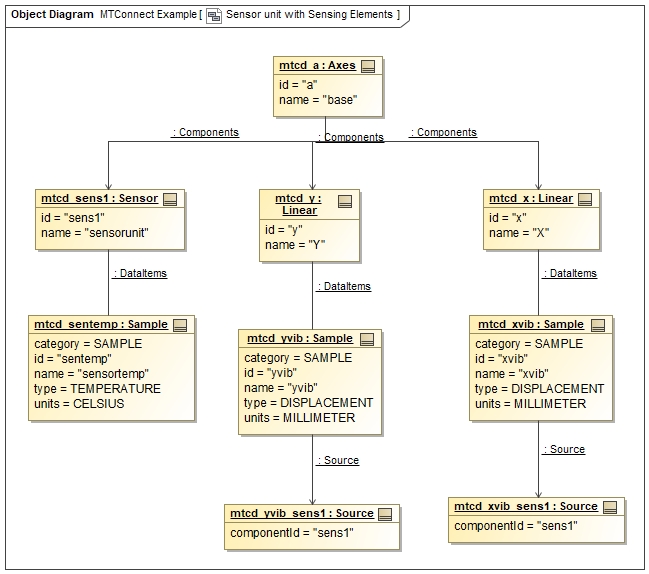 Object Diagram MTConnect Example [ Sensor unit with Sensing Elements ]
mtcd_a : Axes
id = "a"
name = "base"
: Components
: Components
: Components
mtcd_sens1 : Sensor
id = "sens1"
name = "sensorunit"
mtcd_y :
Linear
id = "y"
name = "Y"
mtcd_x : Linear
id = "x"
name = "X"
: DataItems
: DataItems
: DataItems
mtcd_sentemp : Sample
category = SAMPLE
id = "sentemp"
name = "sensortemp"
type = TEMPERATURE
units = CELSIUS
mtcd_yvib : Sample
category = SAMPLE
id = "yvib"
name = "yvib"
type = DISPLACEMENT
units = MILLIMETER
mtcd_xvib : Sample
category = SAMPLE
id = "xvib"
name = "xvib"
type = DISPLACEMENT
units = MILLIMETER
: Source
: Source
mtcd_yvib_sens1 : Source
componentId = "sens1"
mtcd_xvib_sens1 : Source
componentId = "sens1"